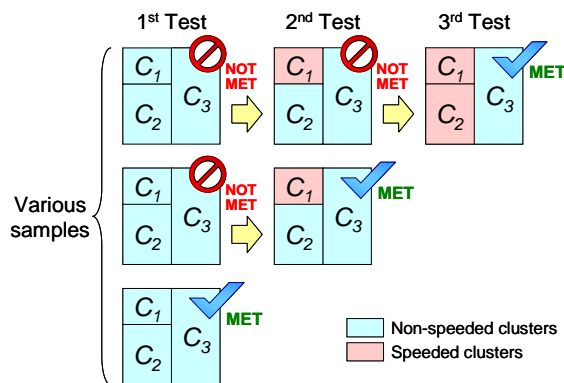 1st Test 2nd Test 3rd Test
C1 C2 C3 NOT MET C1 C2 C3 NOT MET C1 C2 C3 MET
Various samples
C1 C2 C3 NOT MET C1 C2 C3 MET
C1 C2 C3 MET
Non-speeded clusters
Speeded clusters